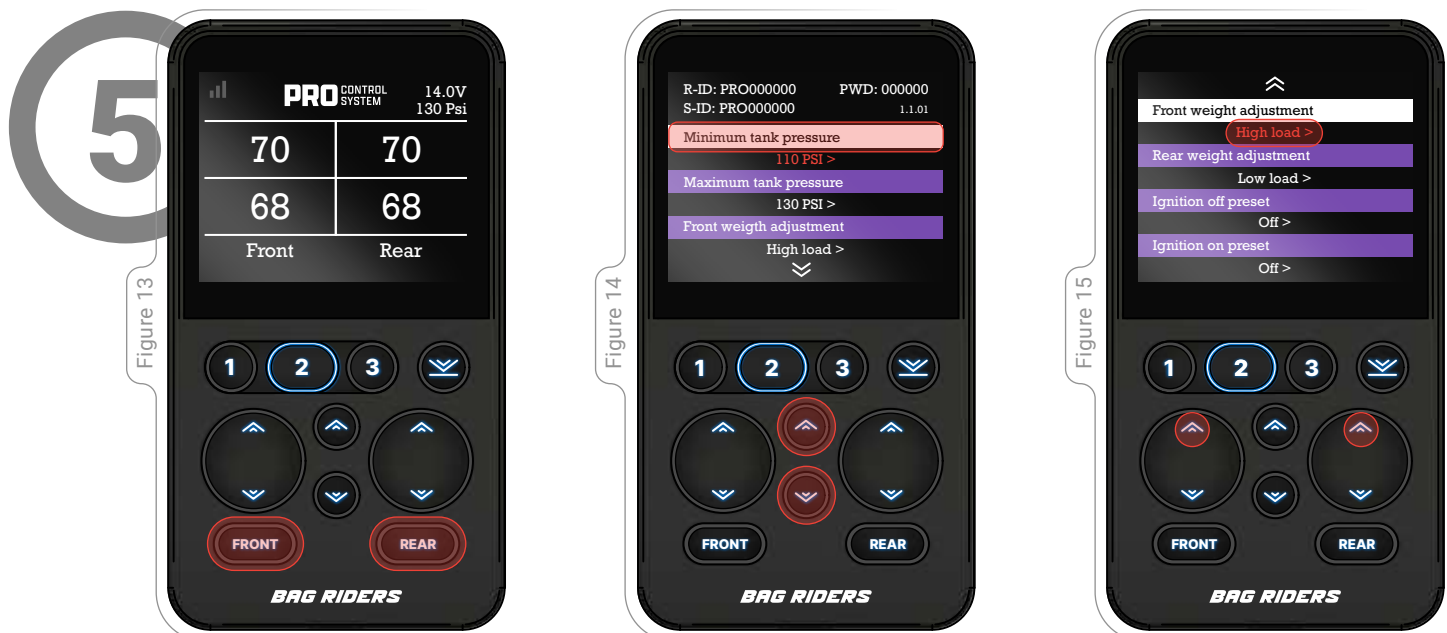 5
Figure 13
PRO CONTROL SYSTEM
14.0V
130 Psi
70 70
68 68
Front Rear
1 2 3
FRONT REAR
BAG RIDERS
Figure 14
R-ID: PRO000000 PWD: 000000
S-ID: PRO000000 1.1.01
Minimum tank pressure
110 PSI >
Maximum tank pressure
130 PSI >
Front weigth adjustment
High load >
1 2 3
FRONT REAR
BAG RIDERS
Figure 15
Front weight adjustment
High load >
Rear weight adjustment
Low load >
Ignition off preset
Off >
Ignition on preset
Off >
1 2 3
FRONT REAR
BAG RIDERS